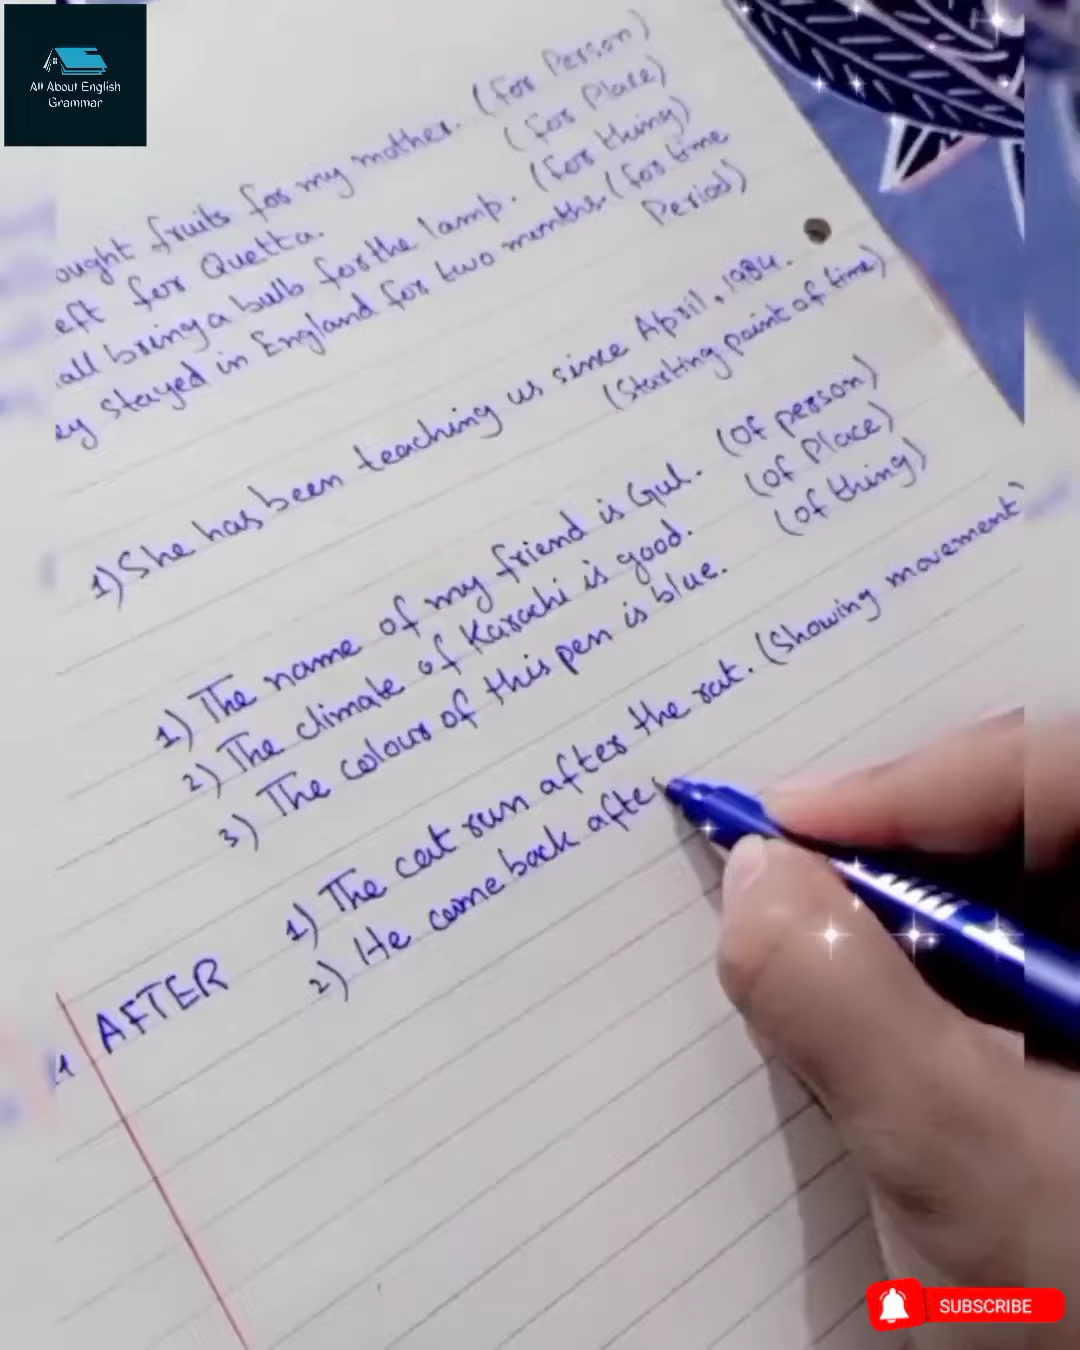 All About English
Grammar
ought fruits for my mother. (for Person)
eft for Quetta. (for Place)
all bring a bulb for the lamp. (for thing)
ey stayed in England for two months. (for time
Period)
1) She has been teaching us since April, 1984.
(Starting point of time)
1) The name of my friend is Gul. (Of person)
2) The climate of Karachi is good. (Of Place)
3) The colour of this pen is blue. (Of thing)
AFTER 1) The cat run after the rat. (Showing movement)
2) He came back after
SUBSCRIBE